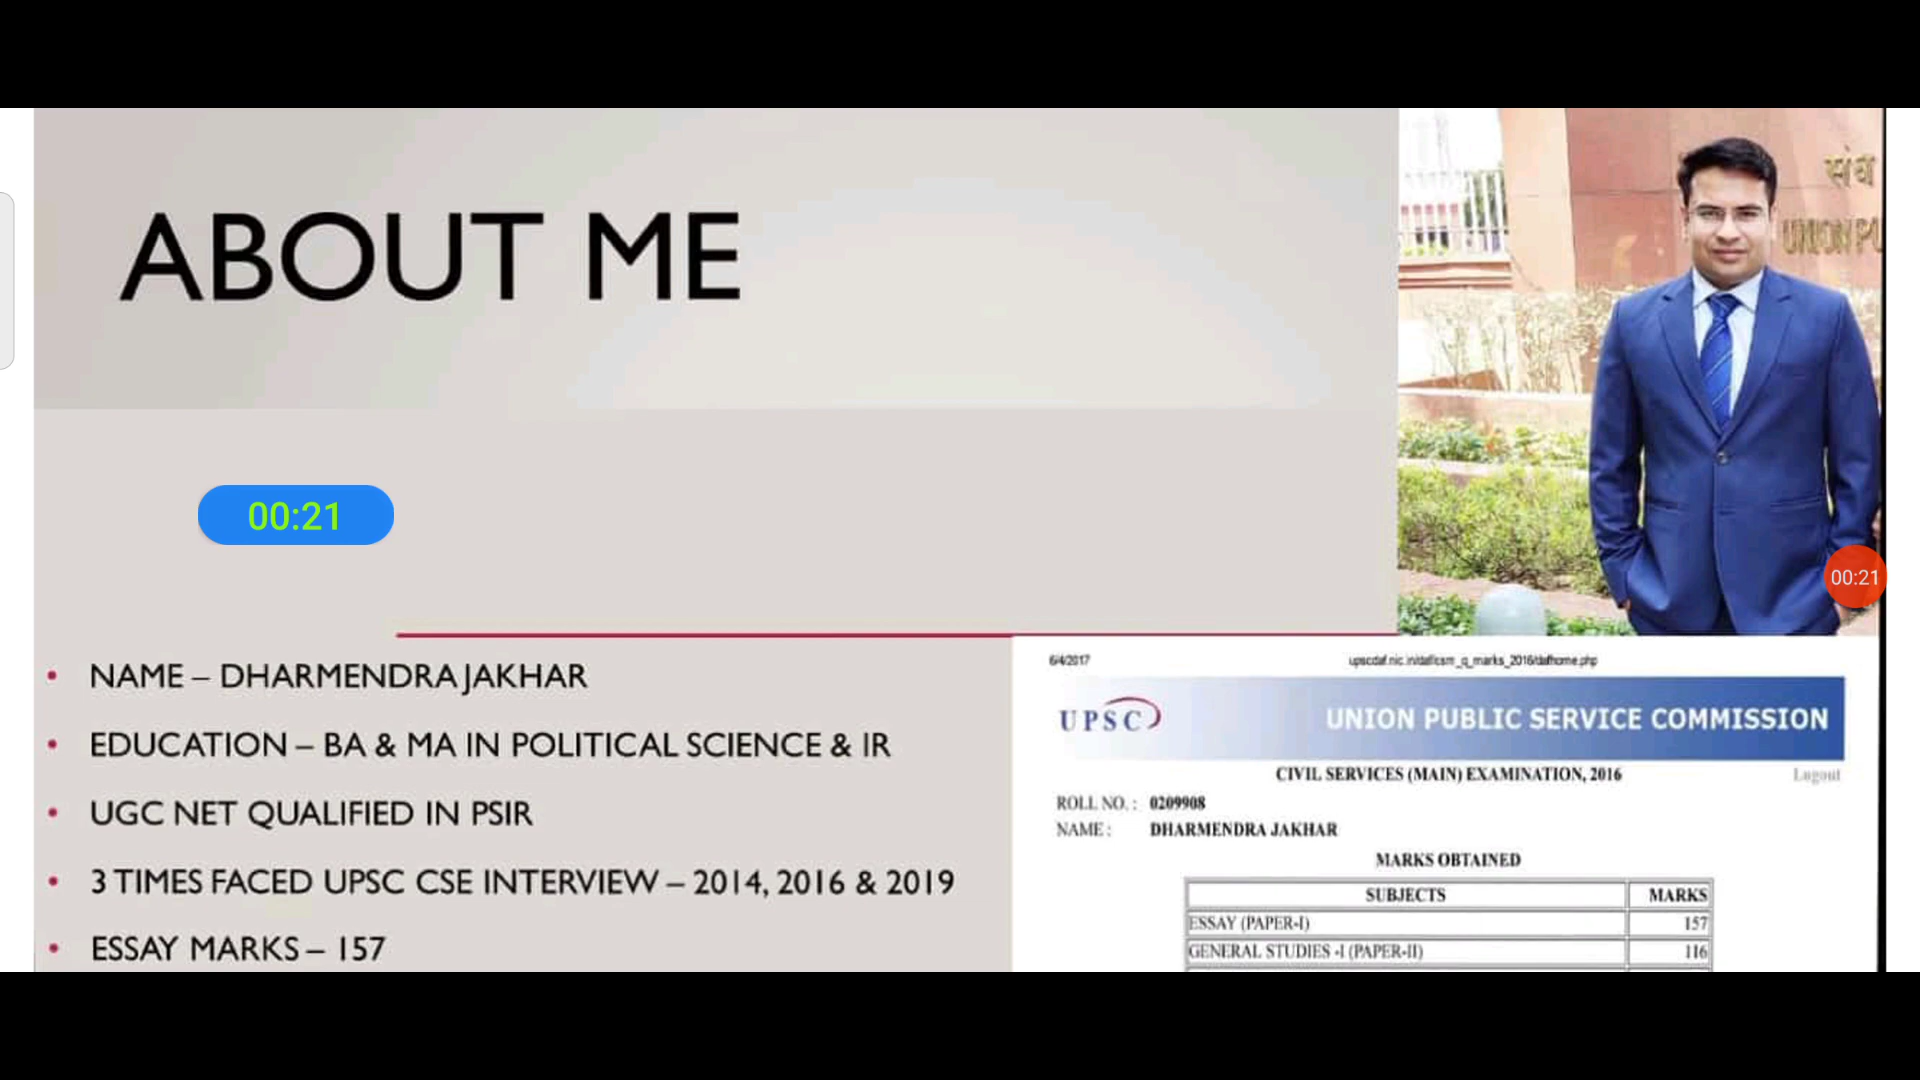 ABOUT ME
संघ
UNION PU
00:21
00:21
• NAME – DHARMENDRA JAKHAR
• EDUCATION – BA & MA IN POLITICAL SCIENCE & IR
• UGC NET QUALIFIED IN PSIR
• 3 TIMES FACED UPSC CSE INTERVIEW – 2014, 2016 & 2019
• ESSAY MARKS – 157
6/4/2017
UPSC
UNION PUBLIC SERVICE COMMISSION
CIVIL SERVICES (MAIN) EXAMINATION, 2016
Logout
ROLL NO. : 0209908
NAME : DHARMENDRA JAKHAR
MARKS OBTAINED
SUBJECTS MARKS
ESSAY (PAPER-I) 157
GENERAL STUDIES -I (PAPER-II) 116